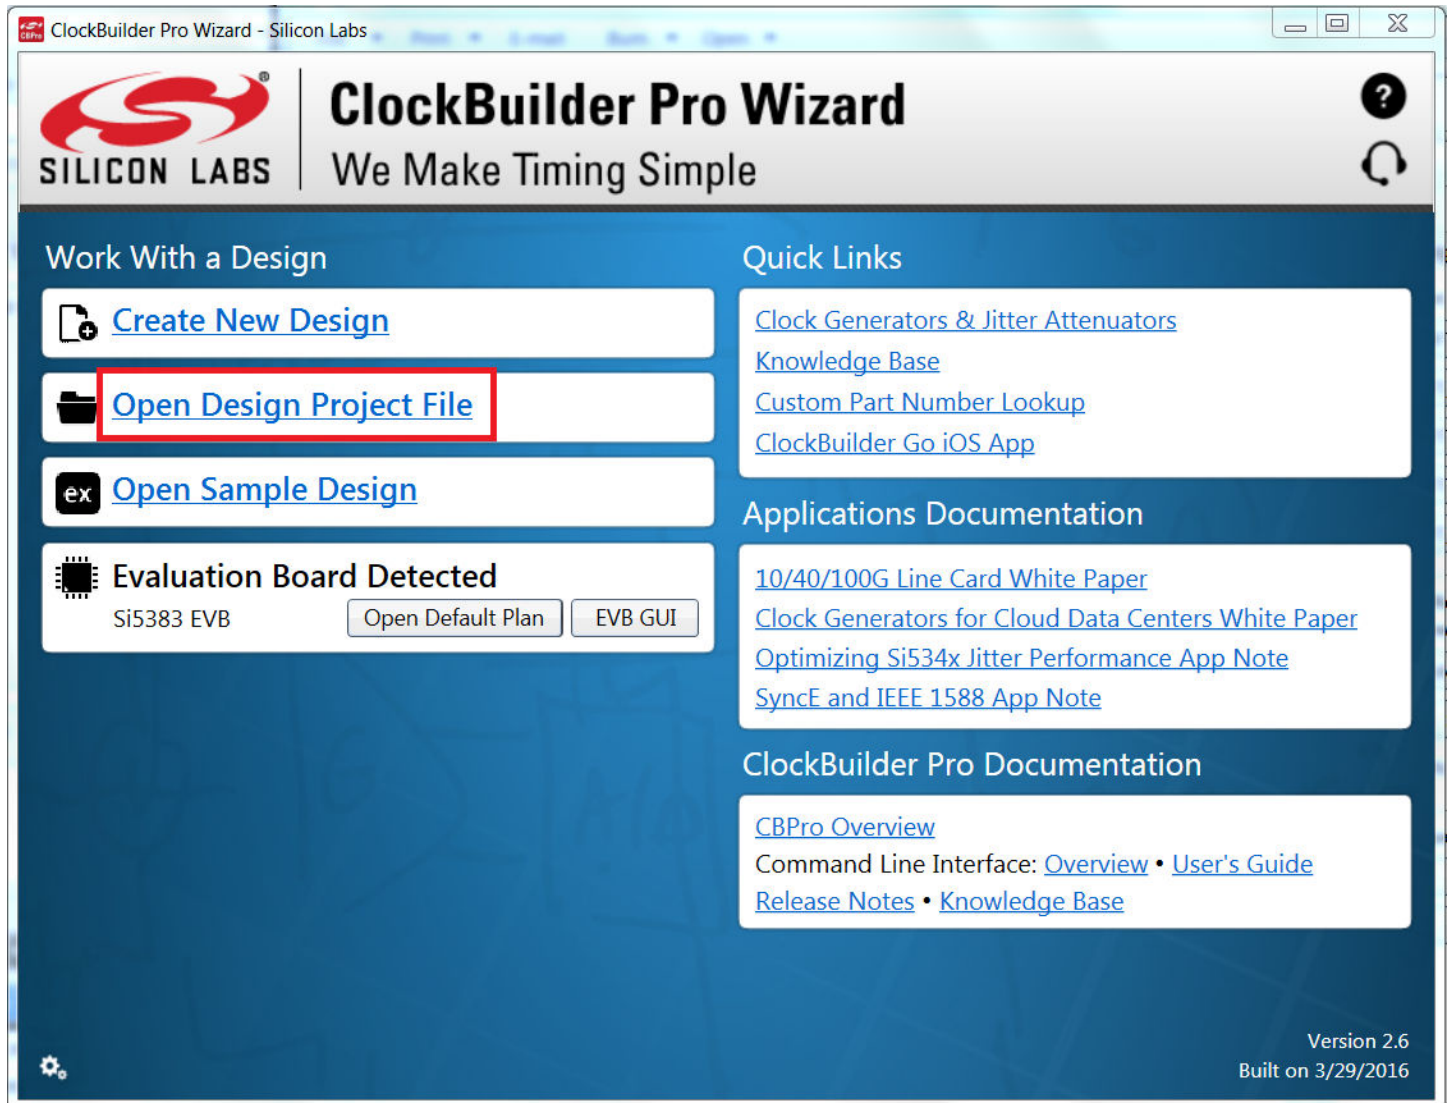 ClockBuilder Pro Wizard - Silicon Labs
SILICON LABS
ClockBuilder Pro Wizard
We Make Timing Simple
Work With a Design
Create New Design
Open Design Project File
ex Open Sample Design
Evaluation Board Detected
Si5383 EVB Open Default Plan EVB GUI
Quick Links
Clock Generators & Jitter Attenuators
Knowledge Base
Custom Part Number Lookup
ClockBuilder Go iOS App
Applications Documentation
10/40/100G Line Card White Paper
Clock Generators for Cloud Data Centers White Paper
Optimizing Si534x Jitter Performance App Note
SyncE and IEEE 1588 App Note
ClockBuilder Pro Documentation
CBPro Overview
Command Line Interface: Overview • User's Guide
Release Notes • Knowledge Base
Version 2.6
Built on 3/29/2016